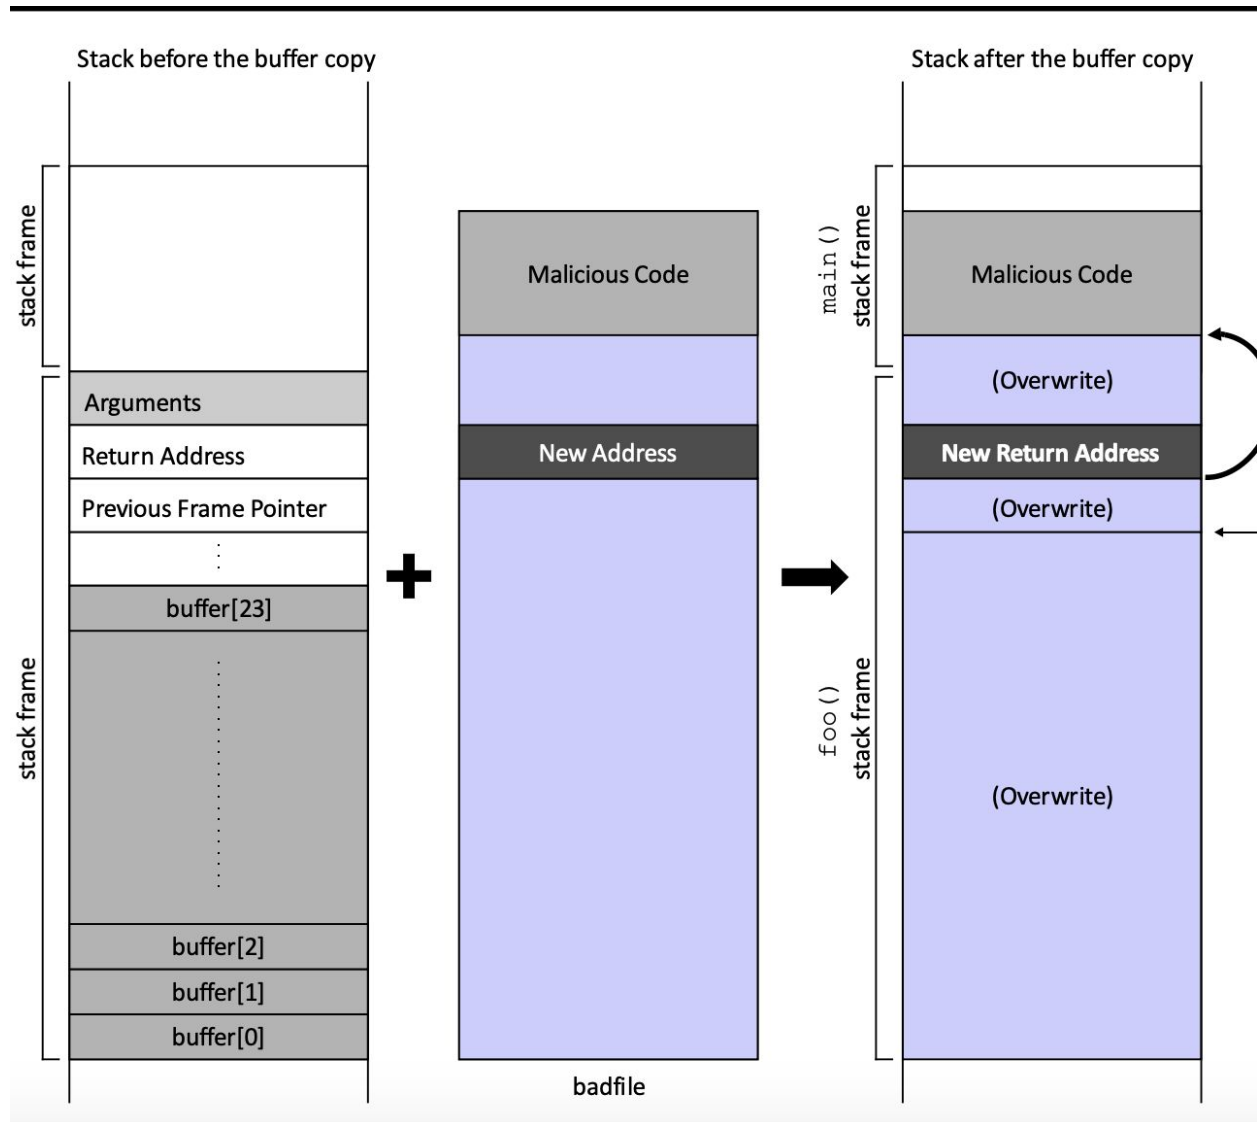 Stack before the buffer copy
stack frame
Arguments
Return Address
Previous Frame Pointer
buffer[23]
stack frame
buffer[2]
buffer[1]
buffer[0]
Malicious Code
New Address
badfile
Stack after the buffer copy
main()
stack frame
Malicious Code
(Overwrite)
New Return Address
(Overwrite)
foo()
stack frame
(Overwrite)